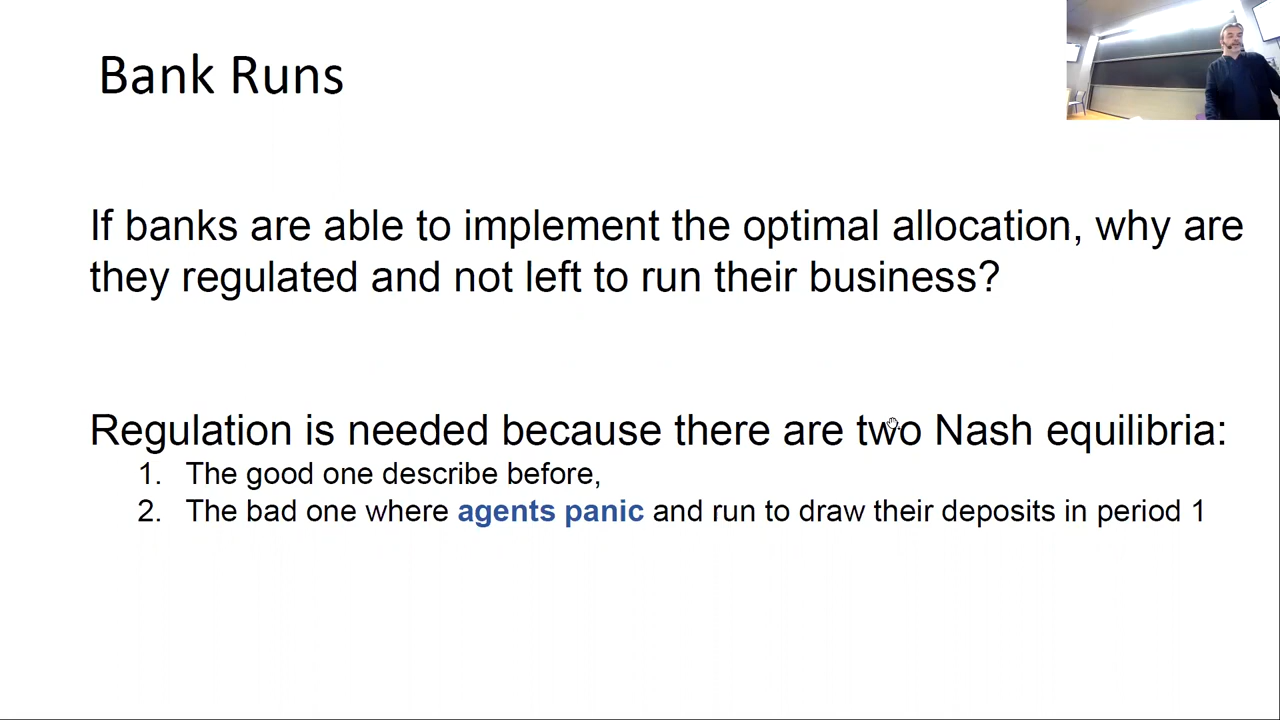 Bank Runs
If banks are able to implement the optimal allocation, why are
they regulated and not left to run their business?
Regulation is needed because there are two Nash equilibria:
1. The good one describe before,
2. The bad one where agents panic and run to draw their deposits in period 1